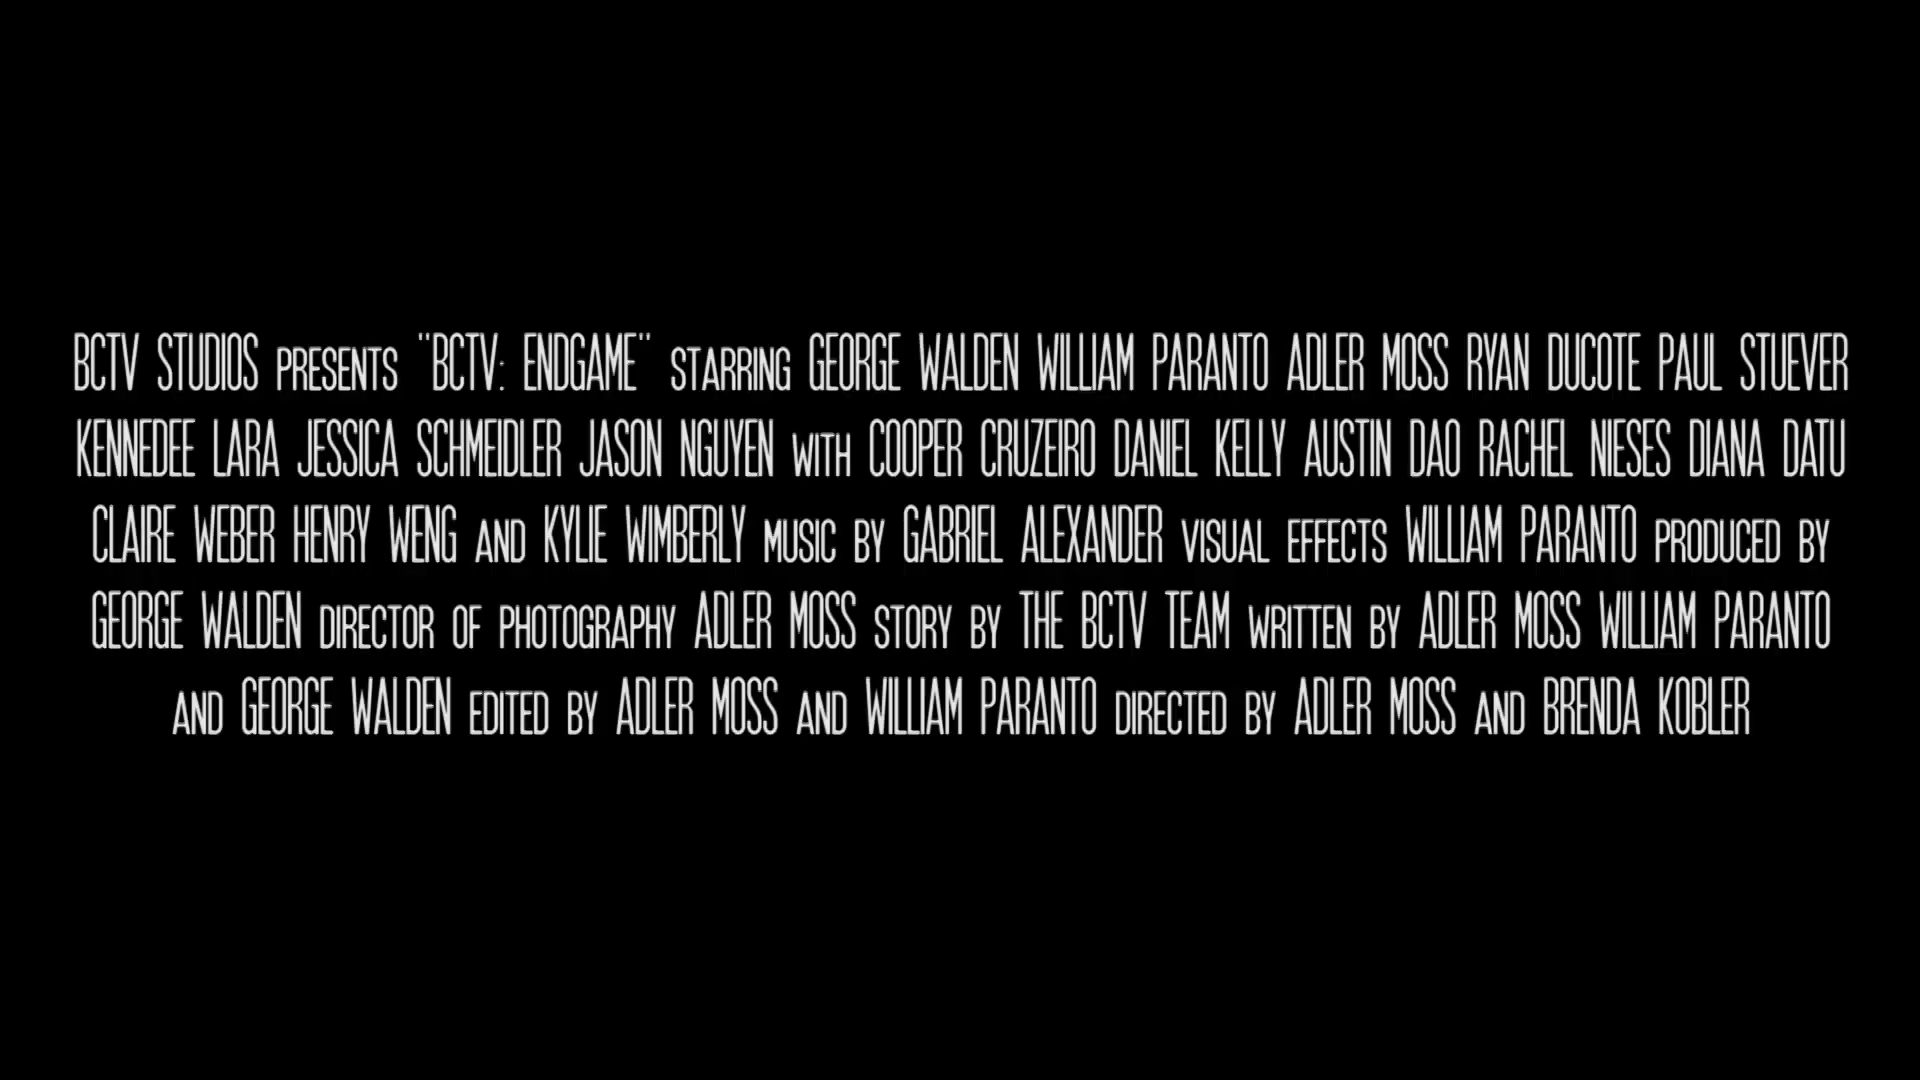 BCTV STUDIOS PRESENTS "BCTV: ENDGAME" STARRING GEORGE WALDEN WILLIAM PARANTO ADLER MOSS RYAN DUCOTE PAUL STUEVER
KENNEDEE LARA JESSICA SCHMEIDLER JASON NGUYEN WITH COOPER CRUZEIRO DANIEL KELLY AUSTIN DAO RACHEL NIESES DIANA DATU
CLAIRE WEBER HENRY WENG AND KYLIE WIMBERLY MUSIC BY GABRIEL ALEXANDER VISUAL EFFECTS WILLIAM PARANTO PRODUCED BY
GEORGE WALDEN DIRECTOR OF PHOTOGRAPHY ADLER MOSS STORY BY THE BCTV TEAM WRITTEN BY ADLER MOSS WILLIAM PARANTO
AND GEORGE WALDEN EDITED BY ADLER MOSS AND WILLIAM PARANTO DIRECTED BY ADLER MOSS AND BRENDA KOBLER